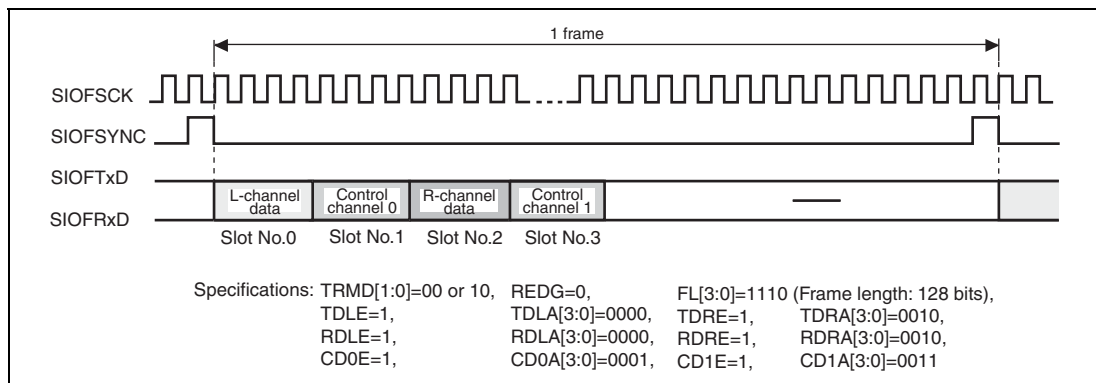 1 frame
SIOFSCK
SIOFSYNC
SIOFTxD
SIOFRxD
L-channel data
Control channel 0
R-channel data
Control channel 1
Slot No.0 Slot No.1 Slot No.2 Slot No.3
Specifications: TRMD[1:0]=00 or 10, REDG=0, FL[3:0]=1110 (Frame length: 128 bits),
TDLE=1, TDLA[3:0]=0000, TDRE=1, TDRA[3:0]=0010,
RDLE=1, RDLA[3:0]=0000, RDRE=1, RDRA[3:0]=0010,
CD0E=1, CD0A[3:0]=0001, CD1E=1, CD1A[3:0]=0011